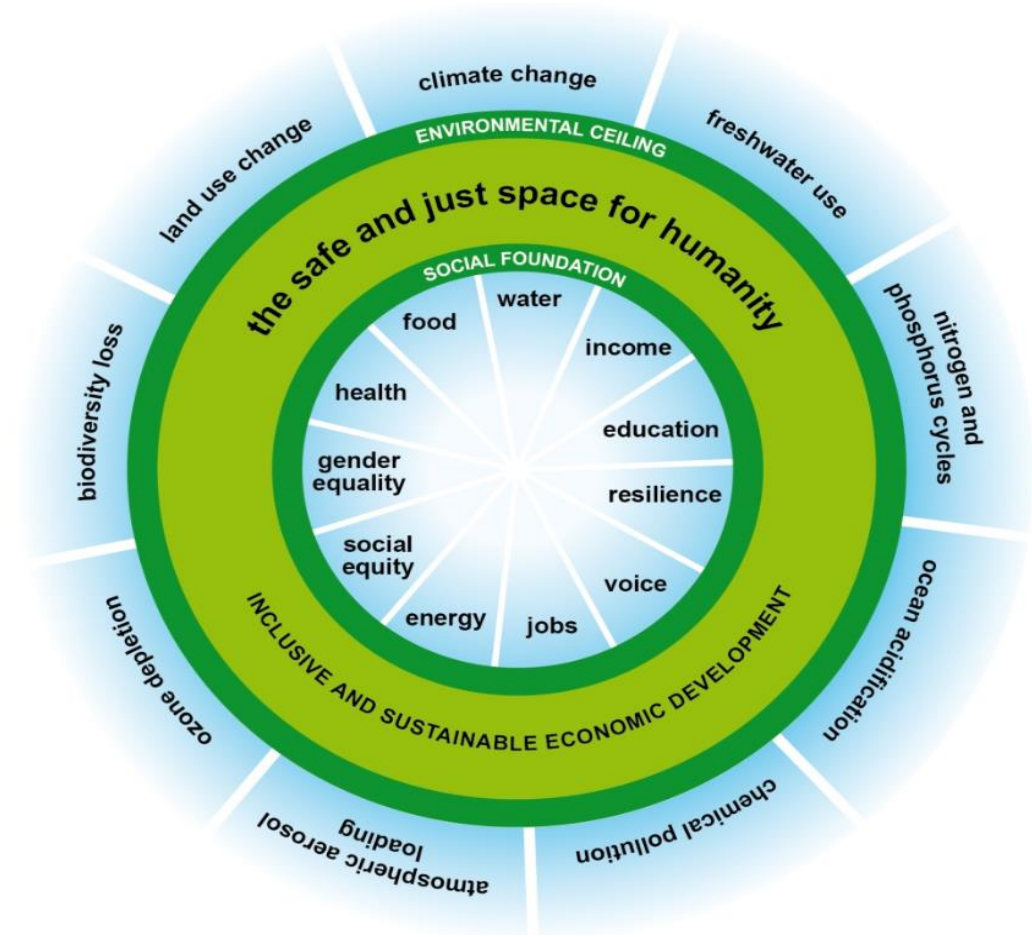 climate change
freshwater use
nitrogen and
phosphorus cycles
ocean acidification
chemical pollution
atmospheric aerosol
loading
ozone depletion
biodiversity loss
land use change
ENVIRONMENTAL CEILING
the safe and just space for humanity
SOCIAL FOUNDATION
water
income
education
resilience
voice
jobs
energy
social
equity
gender
equality
health
food
INCLUSIVE AND SUSTAINABLE ECONOMIC DEVELOPMENT